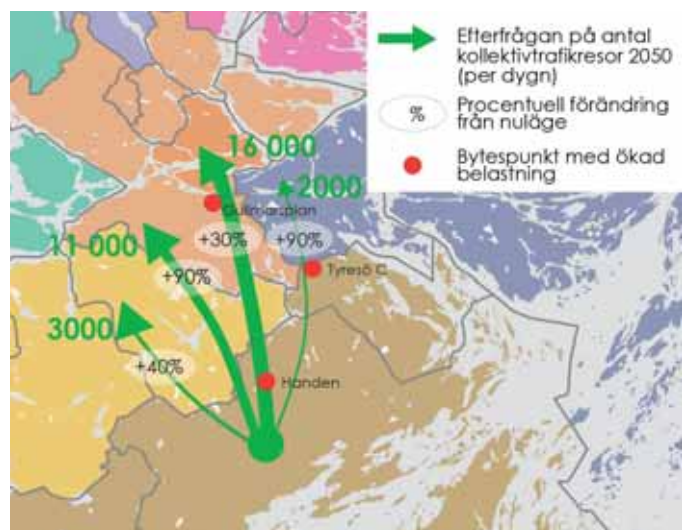 Efterfrågan på antal
kollektivtrafikresor 2050
(per dygn)
%
Procentuell förändring
från nuläge
Bytespunkt med ökad
belastning
16 000
2000
Gullmarsplan
+30%
+90%
11 000
Tyresö C
+90%
3000
+40%
Handen